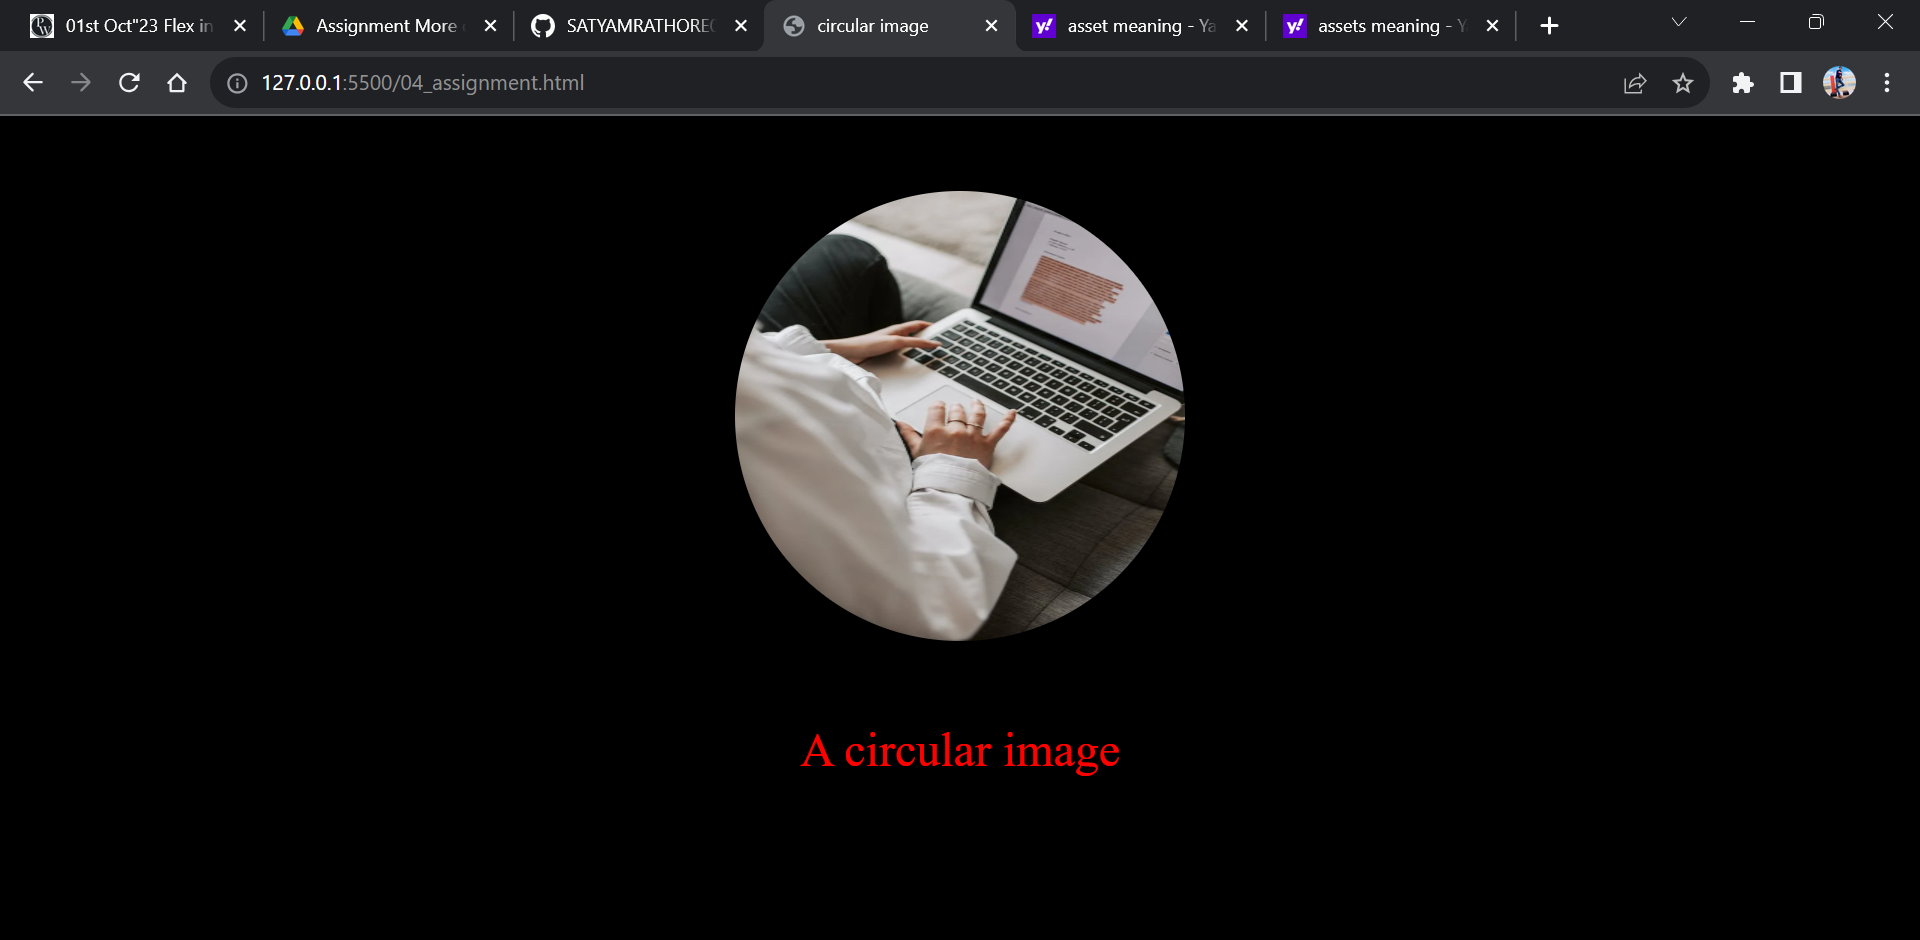 01st Oct"23 Flex in
Assignment More
SATYAMRATHORE
circular image
asset meaning - Ya
assets meaning - Y
127.0.0.1:5500/04_assignment.html
A circular image